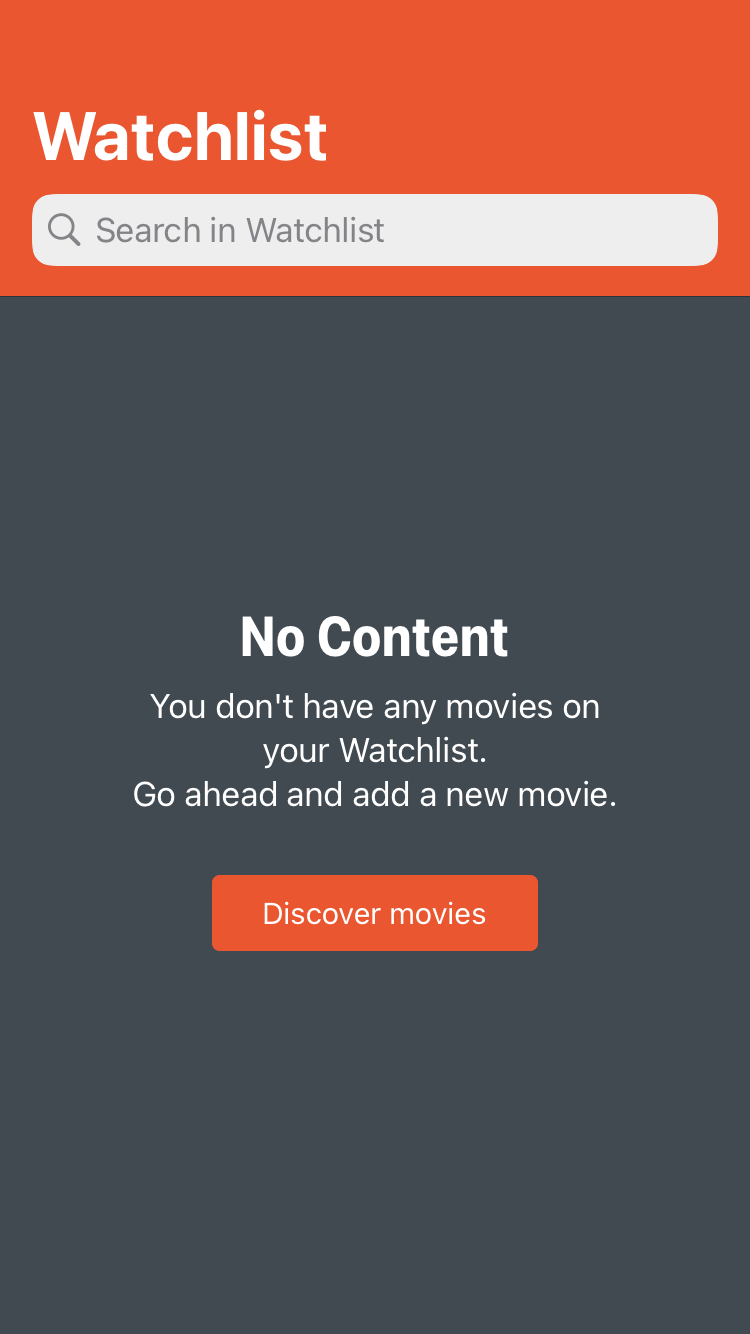 Watchlist
Search in Watchlist
No Content
You don't have any movies on
your Watchlist.
Go ahead and add a new movie.
Discover movies